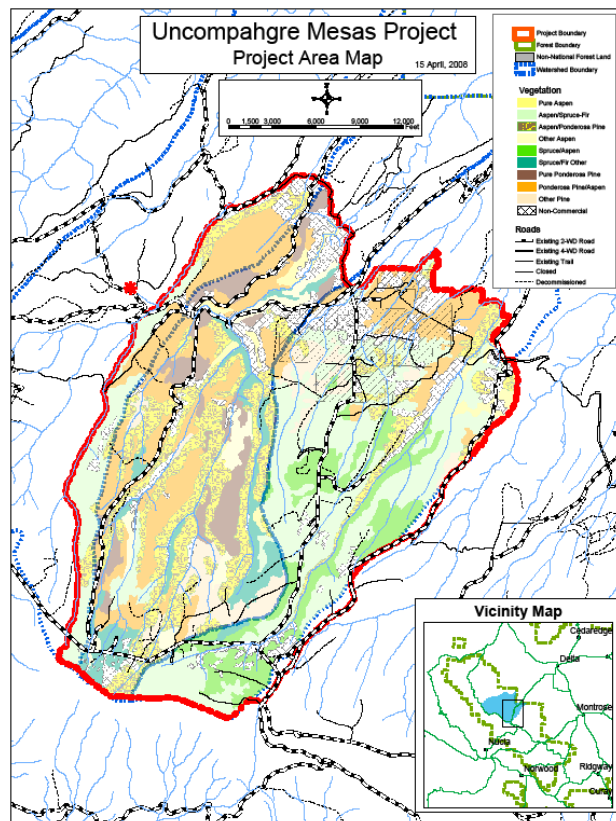 Uncompahgre Mesas Project
Project Area Map
15 April, 2008
0 1,500 3,000 6,000 9,000 12,000
Feet
Project Boundary
Forest Boundary
Non-National Forest Land
Watershed Boundary
Vegetation
Pure Aspen
Aspen/Spruce-Fir
Aspen/Ponderosa Pine
Other Aspen
Spruce/Aspen
Spruce/Fir Other
Pure Ponderosa Pine
Ponderosa Pine/Aspen
Other Pine
Non-Commercial
Roads
Existing 2-WD Road
Existing 4-WD Road
Existing Trail
Closed
Decommissioned
Vicinity Map
Cedaredge
Delta
Montrose
Nucla
Norwood
Ridgway
Ouray